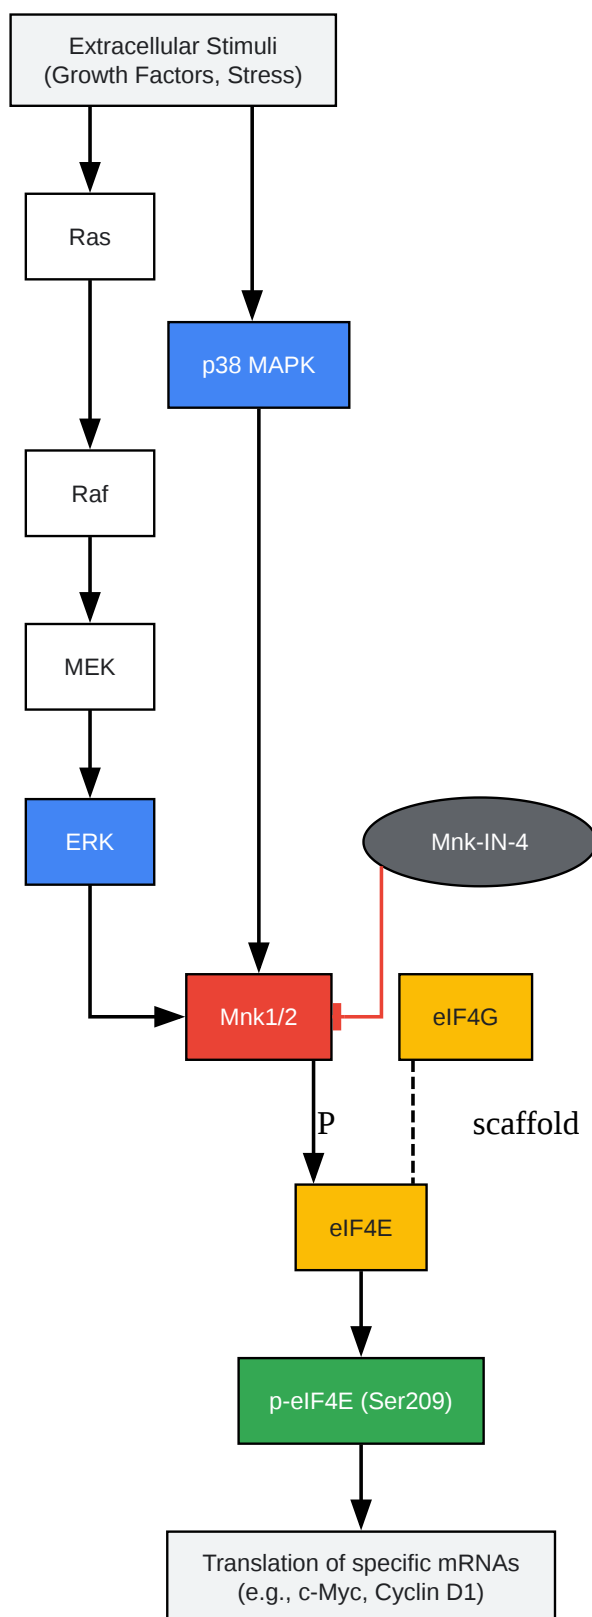 Extracellular Stimuli
(Growth Factors, Stress)
Ras
p38 MAPK
Raf
MEK
ERK
Mnk-IN-4
Mnk1/2
eIF4G
P
scaffold
eIF4E
p-eIF4E (Ser209)
Translation of specific mRNAs
(e.g., c-Myc, Cyclin D1)